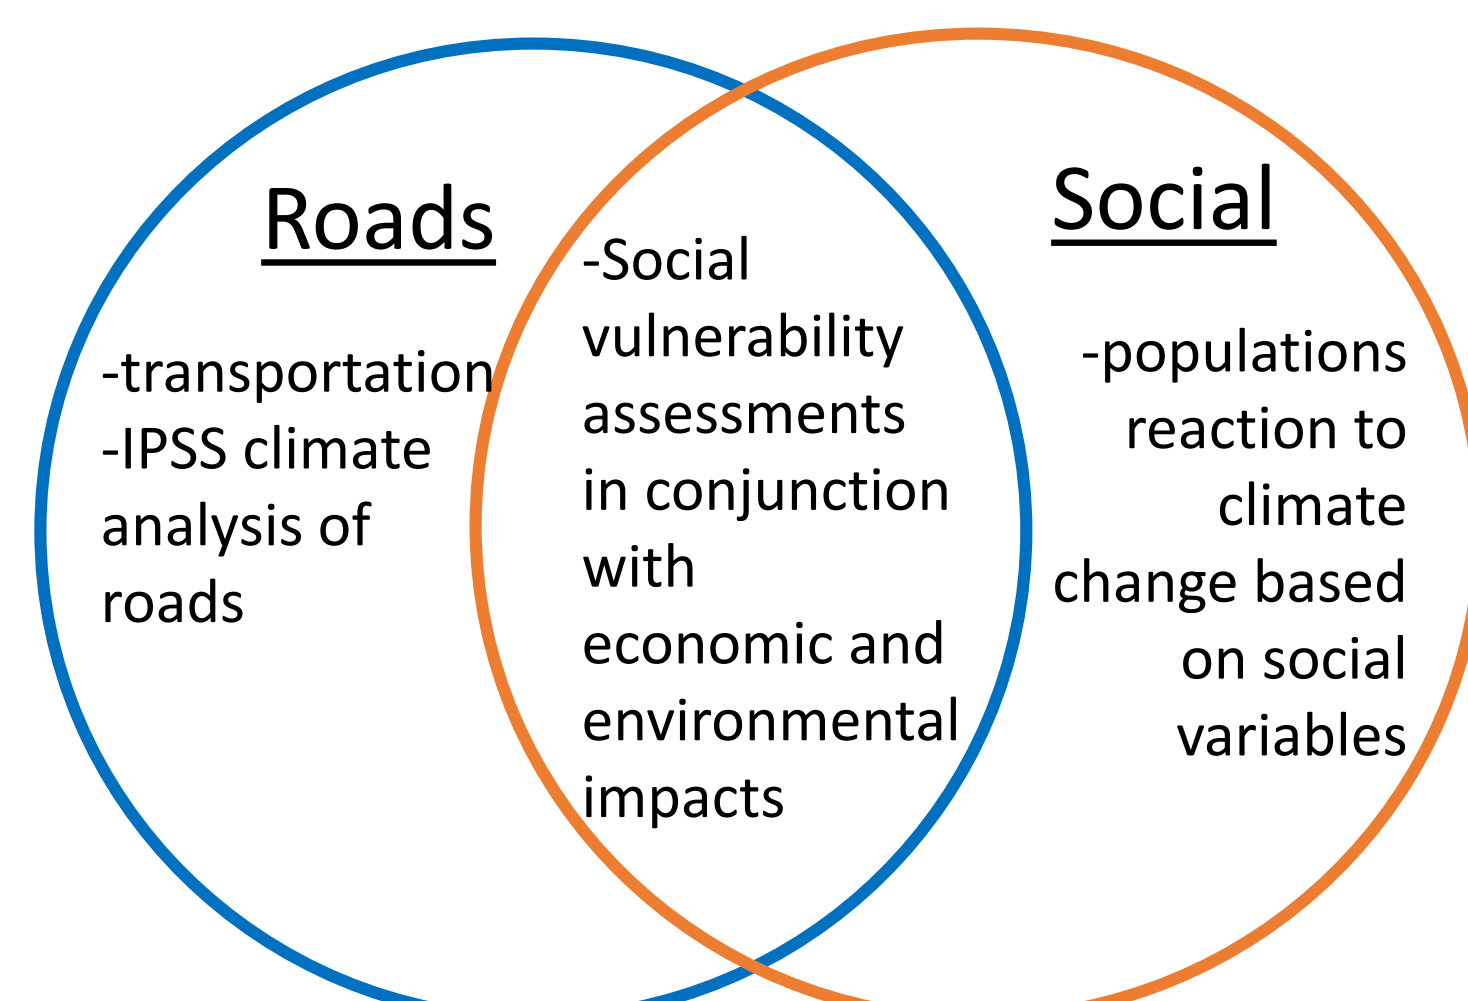 Roads
-transportation
-IPSS climate
analysis of
roads
-Social
vulnerability
assessments
in conjunction
with
economic and
environmental
impacts
Social
-populations
reaction to
climate
change based
on social
variables